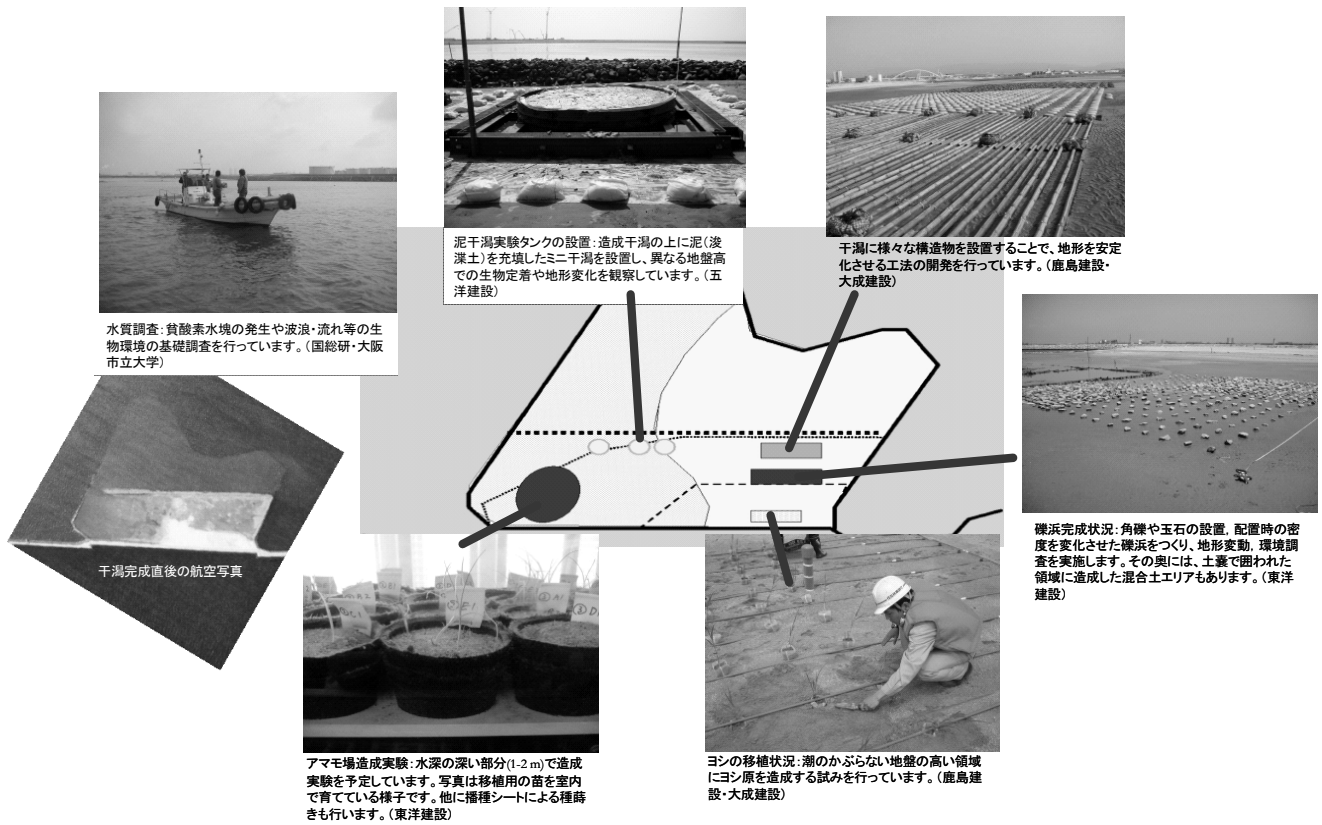 泥干潟実験タンクの設置：造成干潟の上に泥（浚
渫土）を充填したミニ干潟を設置し、異なる地盤高
での生物定着や地形変化を観察しています。（五
洋建設）
干潟に様々な構造物を設置することで、地形を安定
化させる工法の開発を行っています。（鹿島建設・
大成建設）
水質調査：貧酸素水塊の発生や波浪・流れ等の生
物環境の基礎調査を行っています。（国総研・大阪
市立大学）
干潟完成直後の航空写真
礫浜完成状況：角礫や玉石の設置，配置時の密
度を変化させた礫浜をつくり、地形変動，環境調
査を実施します。その奥には、土嚢で囲われた
領域に造成した混合土エリアもあります。（東洋
建設）
アマモ場造成実験：水深の深い部分(1-2 m)で造成
実験を予定しています。写真は移植用の苗を室内
で育てている様子です。他に播種シートによる種蒔
きも行います。（東洋建設）
ヨシの移植状況：潮のかぶらない地盤の高い領域
にヨシ原を造成する試みを行っています。（鹿島建
設・大成建設）
E-1